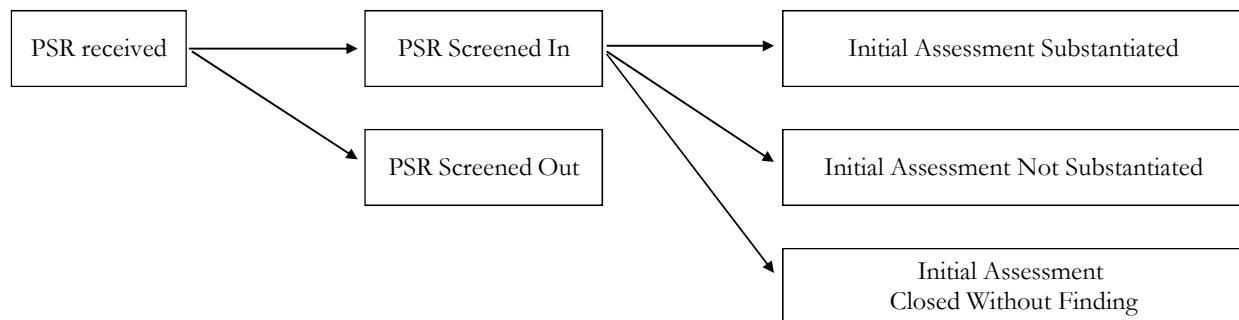 PSR received
PSR Screened In
Initial Assessment Substantiated
PSR Screened Out
Initial Assessment Not Substantiated
Initial Assessment
Closed Without Finding